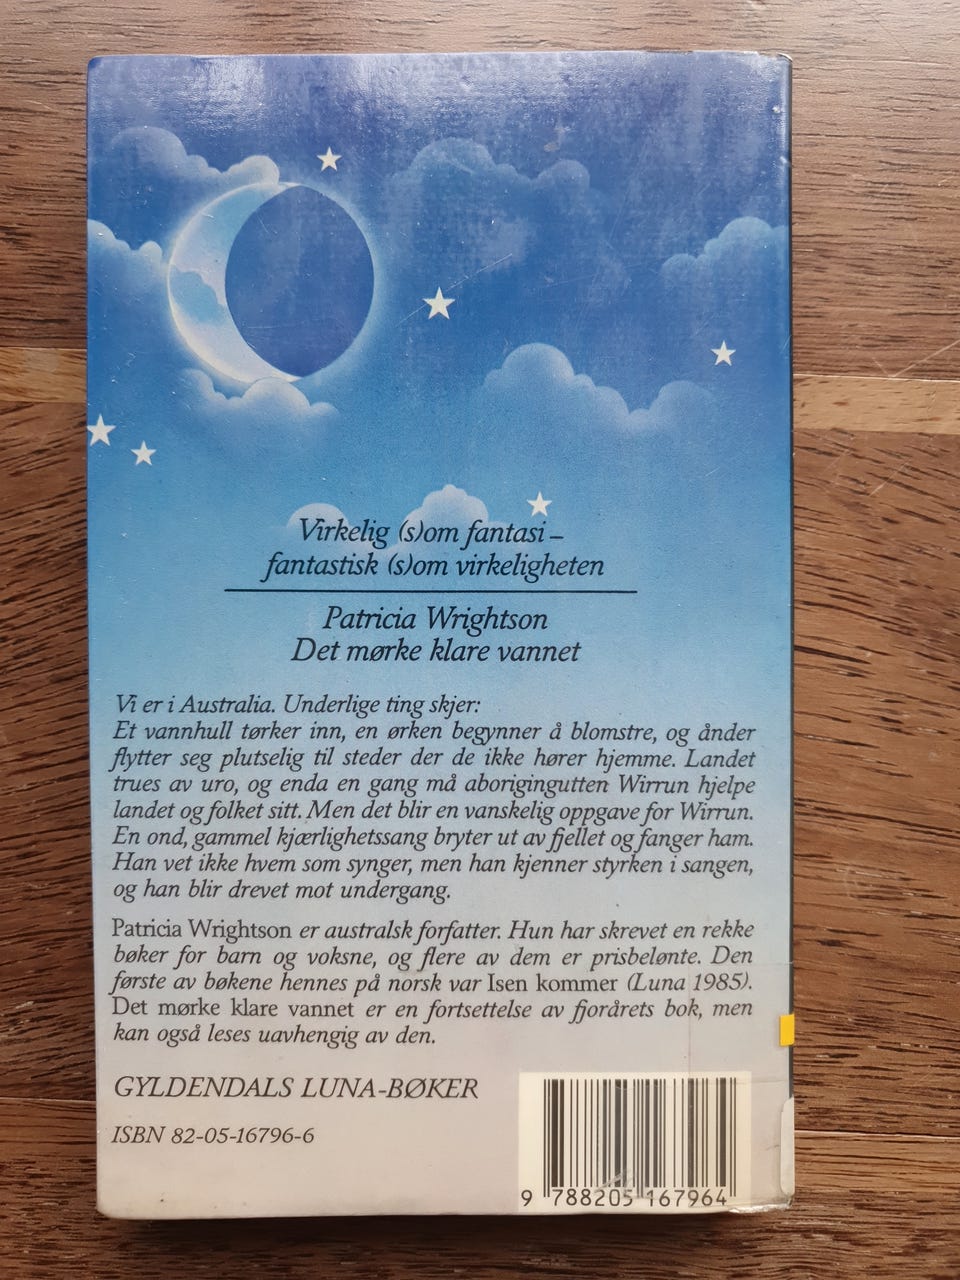 Virkelig (s)om fantasi –
fantastisk (s)om virkeligheten
Patricia Wrightson
Det mørke klare vannet
Vi er i Australia. Underlige ting skjer:
Et vannhull tørker inn, en ørken begynner å blomstre, og ånder
flytter seg plutselig til steder der de ikke hører hjemme. Landet
trues av uro, og enda en gang må aborigingutten Wirrun hjelpe
landet og folket sitt. Men det blir en vanskelig oppgave for Wirrun.
En ond, gammel kjærlighetssang bryter ut av fjellet og fanger ham.
Han vet ikke hvem som synger, men han kjenner styrken i sangen,
og han blir drevet mot undergang.
Patricia Wrightson er australsk forfatter. Hun har skrevet en rekke
bøker for barn og voksne, og flere av dem er prisbelønte. Den
første av bøkene hennes på norsk var Isen kommer (Luna 1985).
Det mørke klare vannet er en fortsettelse av fjorårets bok, men
kan også leses uavhengig av den.
GYLDENDALS LUNA-BØKER
ISBN 82-05-16796-6
9 788205 167964